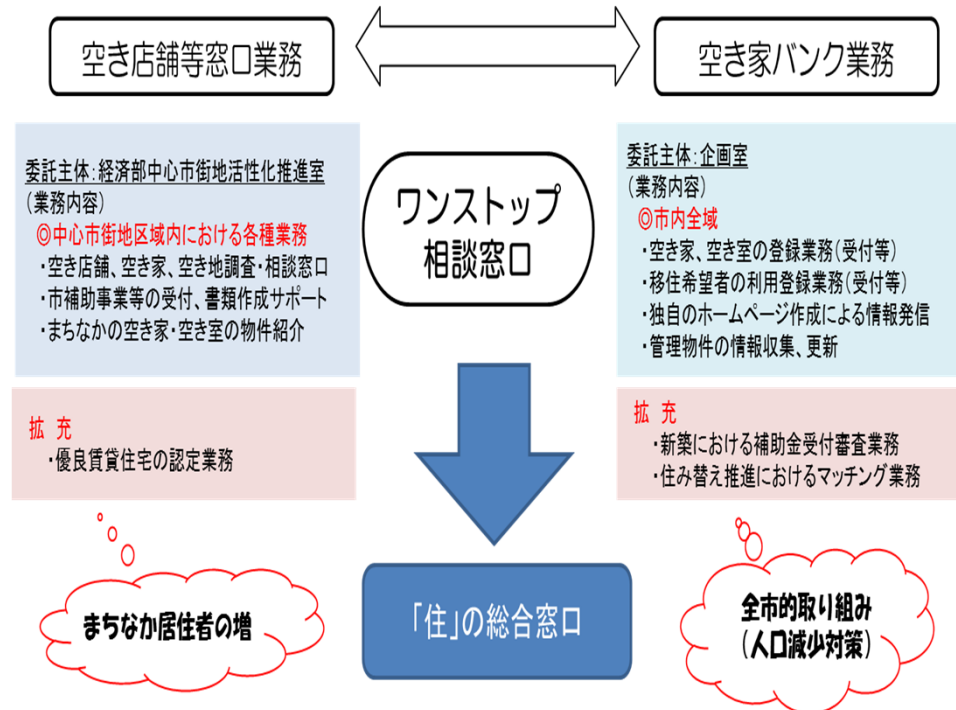 空き店舗等窓口業務
空き家バンク業務
委託主体:経済部中心市街地活性化推進室
(業務内容)
◎中心市街地区域内における各種業務
・空き店舗、空き家、空き地調査・相談窓口
・市補助事業等の受付、書類作成サポート
・まちなかの空き家・空き室の物件紹介
ワンストップ
相談窓口
委託主体:企画室
(業務内容)
◎市内全域
・空き家、空き室の登録業務(受付等)
・移住希望者の利用登録業務(受付等)
・独自のホームページ作成による情報発信
・管理物件の情報収集、更新
拡 充
・優良賃貸住宅の認定業務
拡 充
・新築における補助金受付審査業務
・住み替え推進におけるマッチング業務
まちなか居住者の増
「住」の総合窓口
全市的取り組み
(人口減少対策)